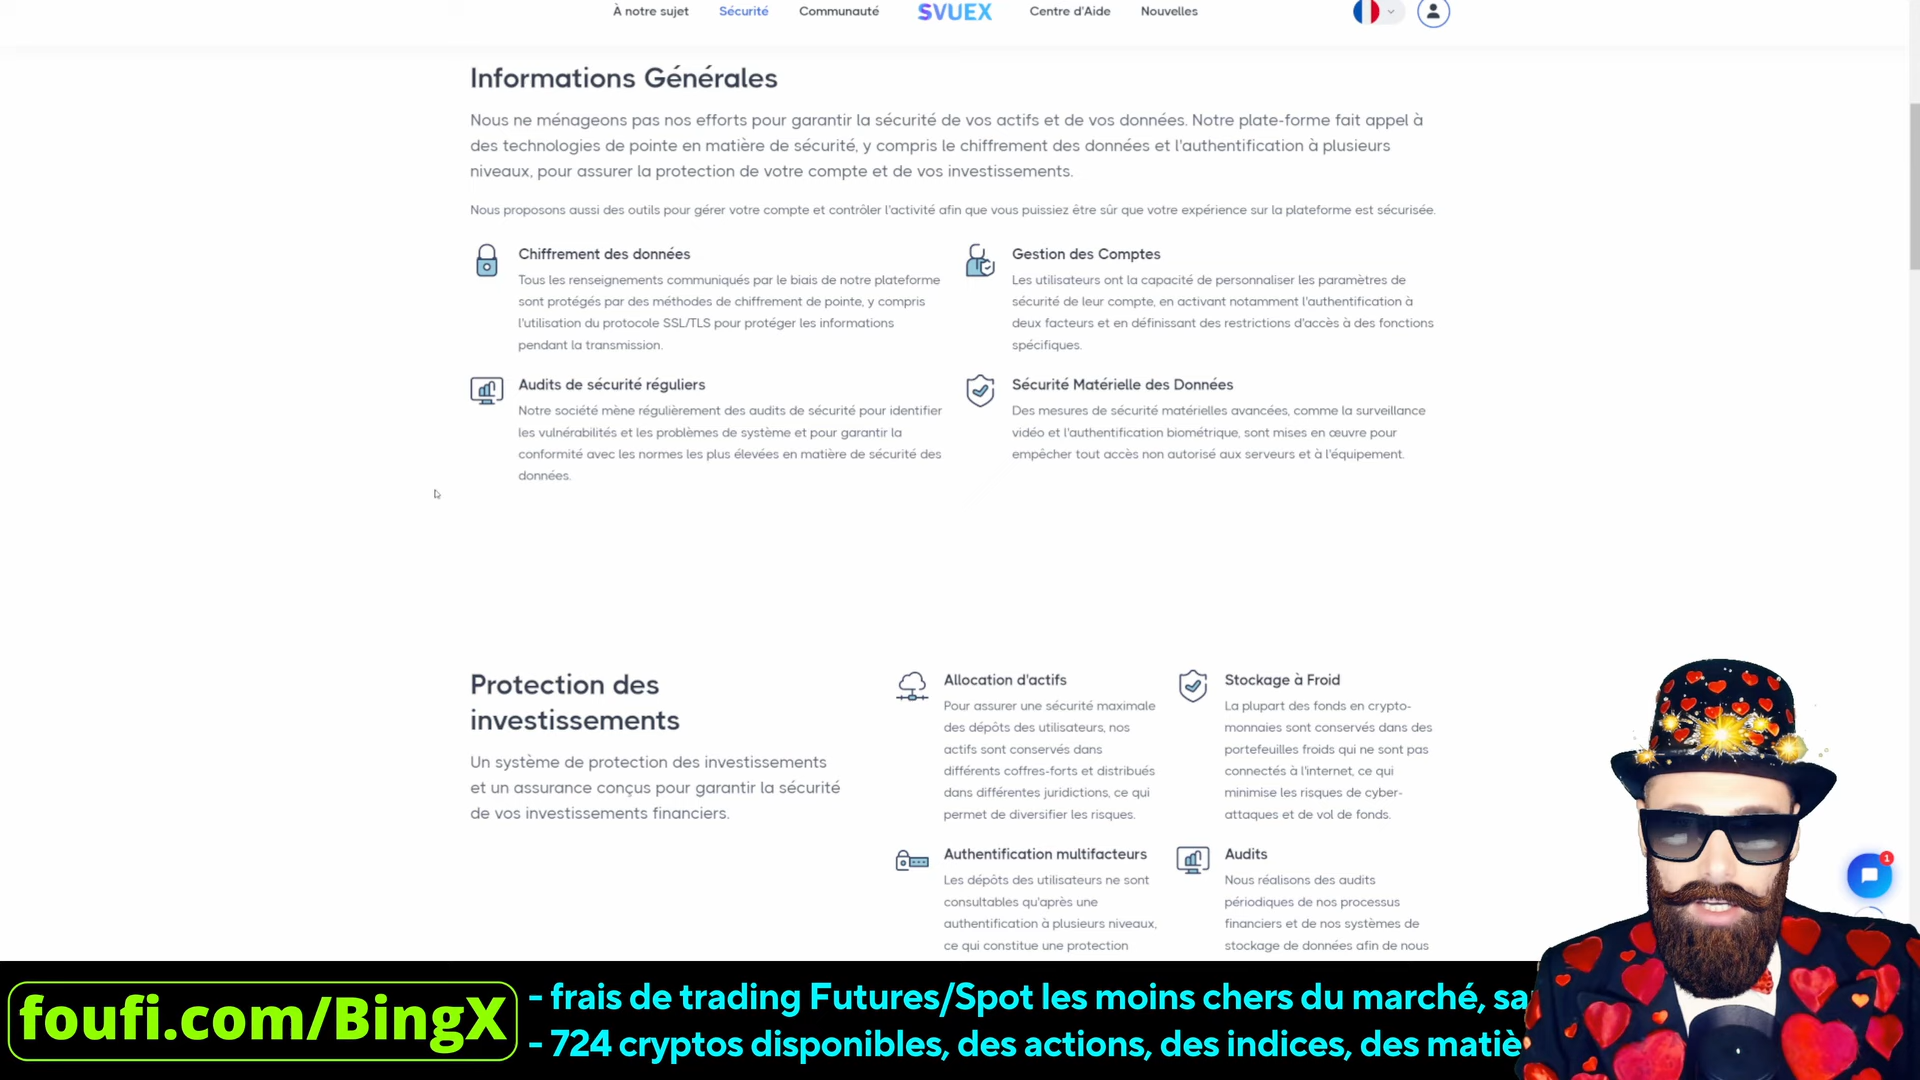 À notre sujet Sécurité Communauté SVUEX Centre d'Aide Nouvelles
Informations Générales
Nous ne ménageons pas nos efforts pour garantir la sécurité de vos actifs et de vos données. Notre plate-forme fait appel à
des technologies de pointe en matière de sécurité, y compris le chiffrement des données et l'authentification à plusieurs
niveaux, pour assurer la protection de votre compte et de vos investissements.
Nous proposons aussi des outils pour gérer votre compte et contrôler l'activité afin que vous puissiez être sûr que votre expérience sur la plateforme est sécurisée.
Chiffrement des données
Tous les renseignements communiqués par le biais de notre plateforme
sont protégés par des méthodes de chiffrement de pointe, y compris
l'utilisation du protocole SSL/TLS pour protéger les informations
pendant la transmission.
Gestion des Comptes
Les utilisateurs ont la capacité de personnaliser les paramètres de
sécurité de leur compte, en activant notamment l'authentification à
deux facteurs et en définissant des restrictions d'accès à des fonctions
spécifiques.
Audits de sécurité réguliers
Notre société mène régulièrement des audits de sécurité pour identifier
les vulnérabilités et les problèmes de système et pour garantir la
conformité avec les normes les plus élevées en matière de sécurité des
données.
Sécurité Matérielle des Données
Des mesures de sécurité matérielles avancées, comme la surveillance
vidéo et l'authentification biométrique, sont mises en œuvre pour
empêcher tout accès non autorisé aux serveurs et à l'équipement.
Protection des
investissements
Un système de protection des investissements
et un assurance conçus pour garantir la sécurité
de vos investissements financiers.
Allocation d'actifs
Pour assurer une sécurité maximale
des dépôts des utilisateurs, nos
actifs sont conservés dans
différents coffres-forts et distribués
dans différentes juridictions, ce qui
permet de diversifier les risques.
Stockage à Froid
La plupart des fonds en crypto-
monnaies sont conservés dans des
portefeuilles froids qui ne sont pas
connectés à l'internet, ce qui
minimise les risques de cyber-
attaques et de vol de fonds.
Authentification multifacteurs
Les dépôts des utilisateurs ne sont
consultables qu'après une
authentification à plusieurs niveaux,
ce qui constitue une protection
Audits
Nous réalisons des audits
périodiques de nos processus
financiers et de nos systèmes de
stockage de données afin de nous
1
foufi.com/BingX
- frais de trading Futures/Spot les moins chers du marché,
- 724 cryptos disponibles, des actions, des indices, des